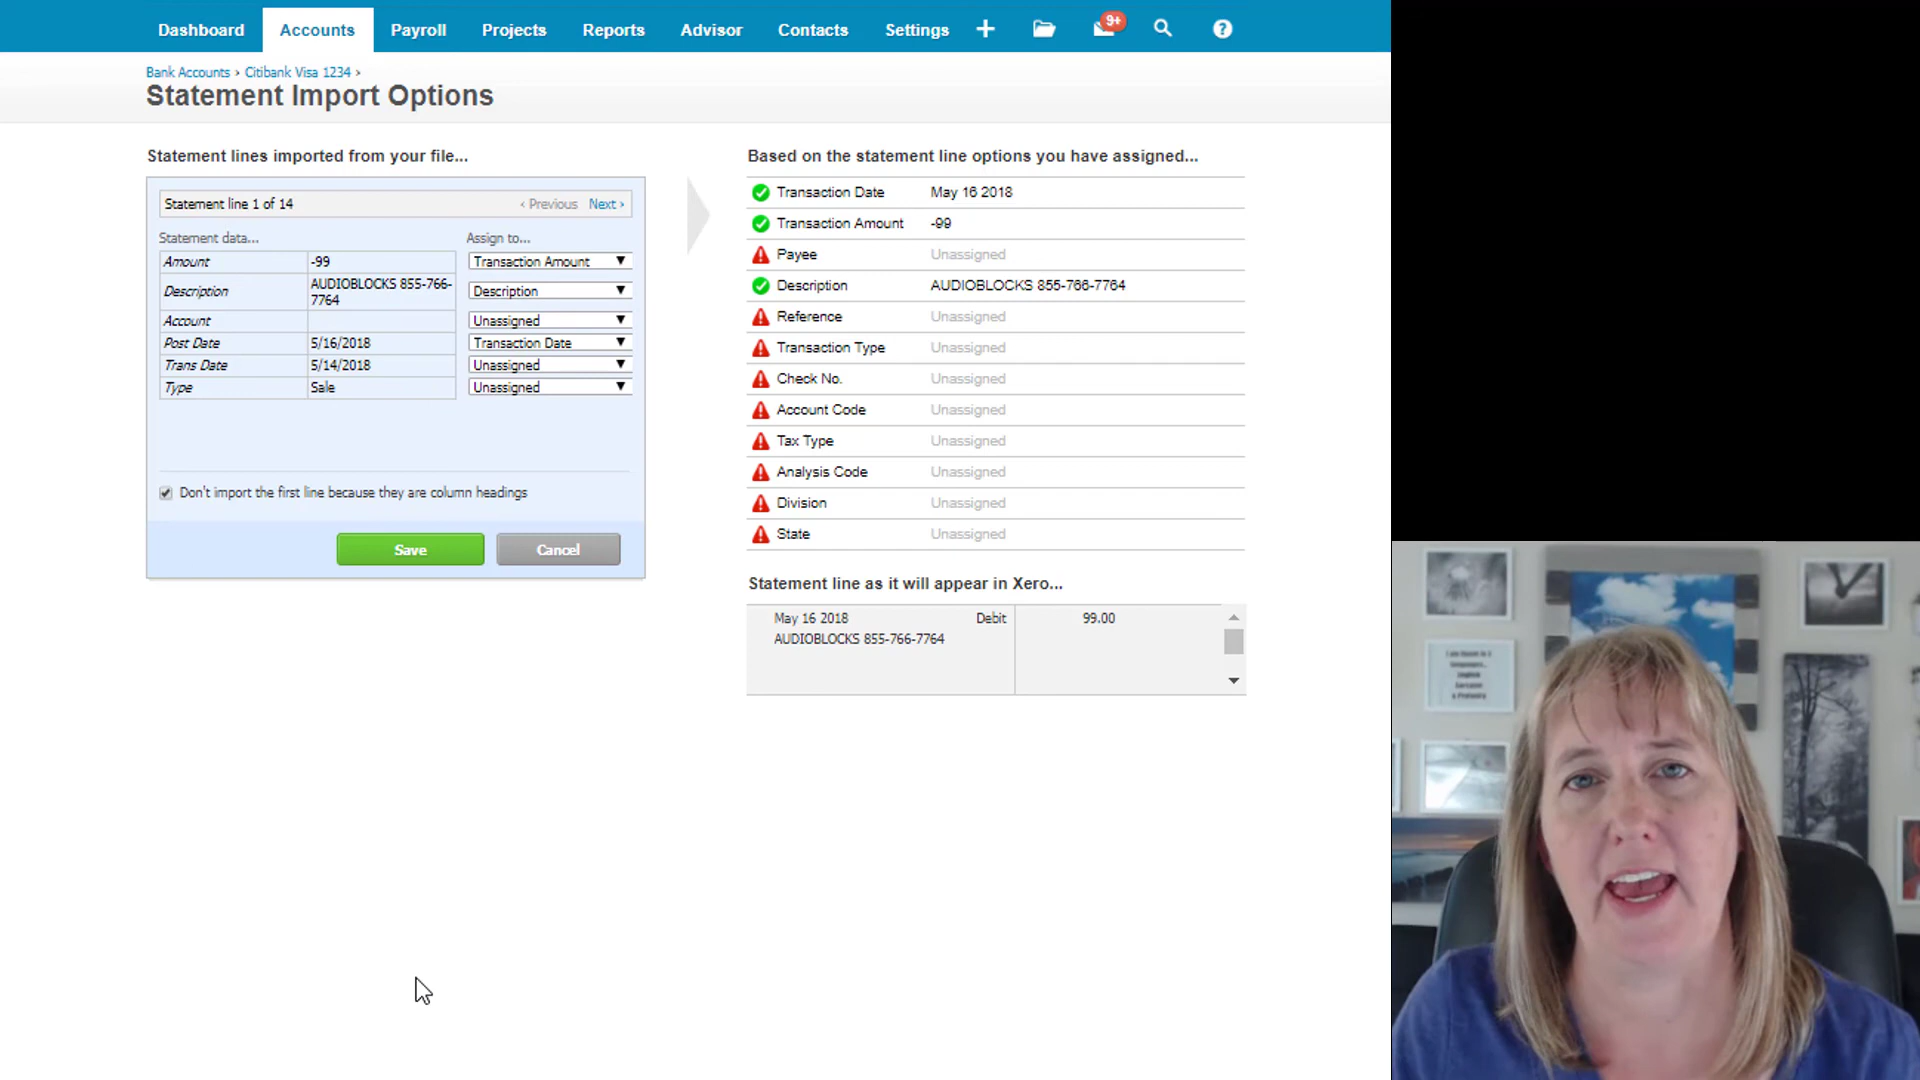 Dashboard Accounts Payroll Projects Reports Advisor Contacts Settings 9+
Bank Accounts › Citibank Visa 1234 ›
Statement Import Options
Statement lines imported from your file...
Statement line 1 of 14 ‹ Previous Next ›
Statement data... Assign to...
Amount -99 Transaction Amount
Description AUDIOBLOCKS 855-766-
7764 Description
Account Unassigned
Post Date 5/16/2018 Transaction Date
Trans Date 5/14/2018 Unassigned
Type Sale Unassigned
Don't import the first line because they are column headings
Save Cancel
Based on the statement line options you have assigned...
Transaction Date May 16 2018
Transaction Amount -99
Payee Unassigned
Description AUDIOBLOCKS 855-766-7764
Reference Unassigned
Transaction Type Unassigned
Check No. Unassigned
Account Code Unassigned
Tax Type Unassigned
Analysis Code Unassigned
Division Unassigned
State Unassigned
Statement line as it will appear in Xero...
May 16 2018 Debit 99.00
AUDIOBLOCKS 855-766-7764